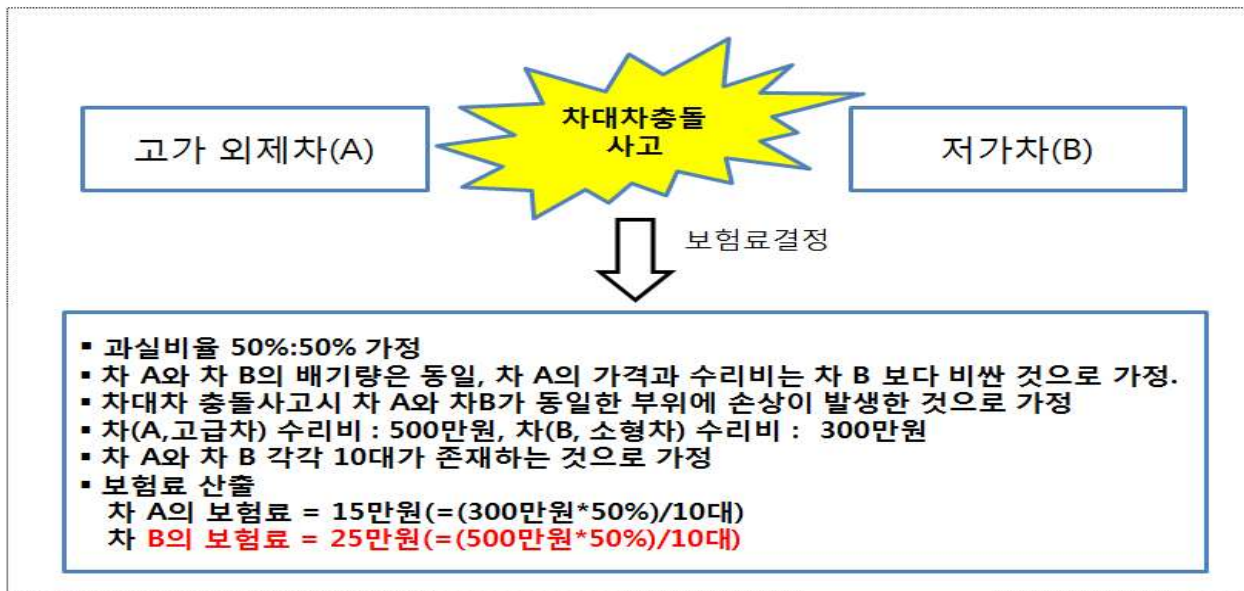 고가 외제차(A)
차대차충돌
사고
저가차(B)
보험료결정
▪ 과실비율 50%:50% 가정
▪ 차 A와 차 B의 배기량은 동일, 차 A의 가격과 수리비는 차 B 보다 비싼 것으로 가정.
▪ 차대차 충돌사고시 차 A와 차B가 동일한 부위에 손상이 발생한 것으로 가정
▪ 차(A,고급차) 수리비 : 500만원, 차(B, 소형차) 수리비 : 300만원
▪ 차 A와 차 B 각각 10대가 존재하는 것으로 가정
▪ 보험료 산출
차 A의 보험료 = 15만원(=(300만원*50%)/10대)
차 B의 보험료 = 25만원(=(500만원*50%)/10대)